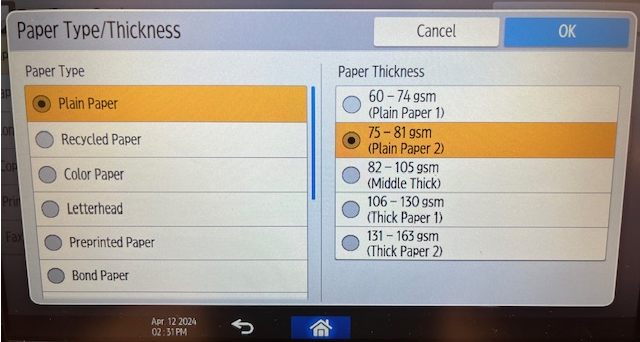 Paper Type/Thickness
Cancel
OK
Paper Type
Plain Paper
Recycled Paper
Color Paper
Letterhead
Preprinted Paper
Bond Paper
Paper Thickness
60 – 74 gsm
(Plain Paper 1)
75 – 81 gsm
(Plain Paper 2)
82 – 105 gsm
(Middle Thick)
106 – 130 gsm
(Thick Paper 1)
131 – 163 gsm
(Thick Paper 2)
Fax
Apr. 12 2024
02:31PM